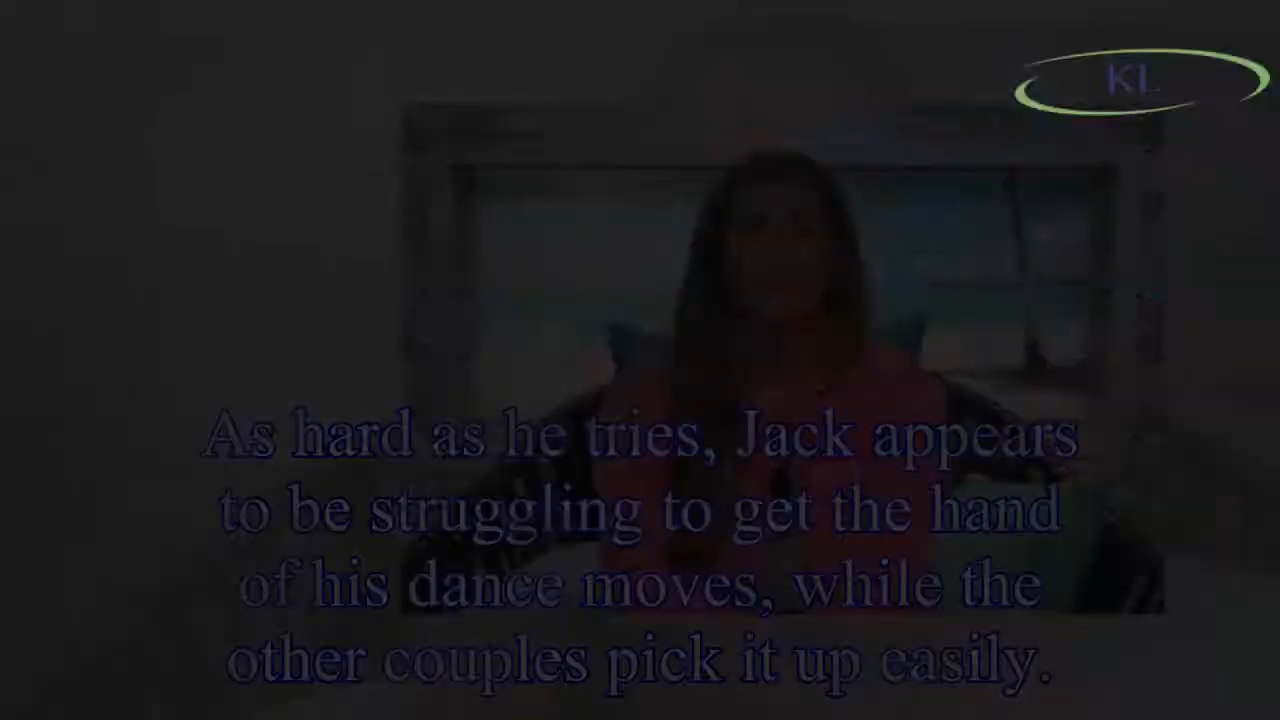 KL
As hard as he tries, Jack appears
to be struggling to get the hand
of his dance moves, while the
other couples pick it up easily.